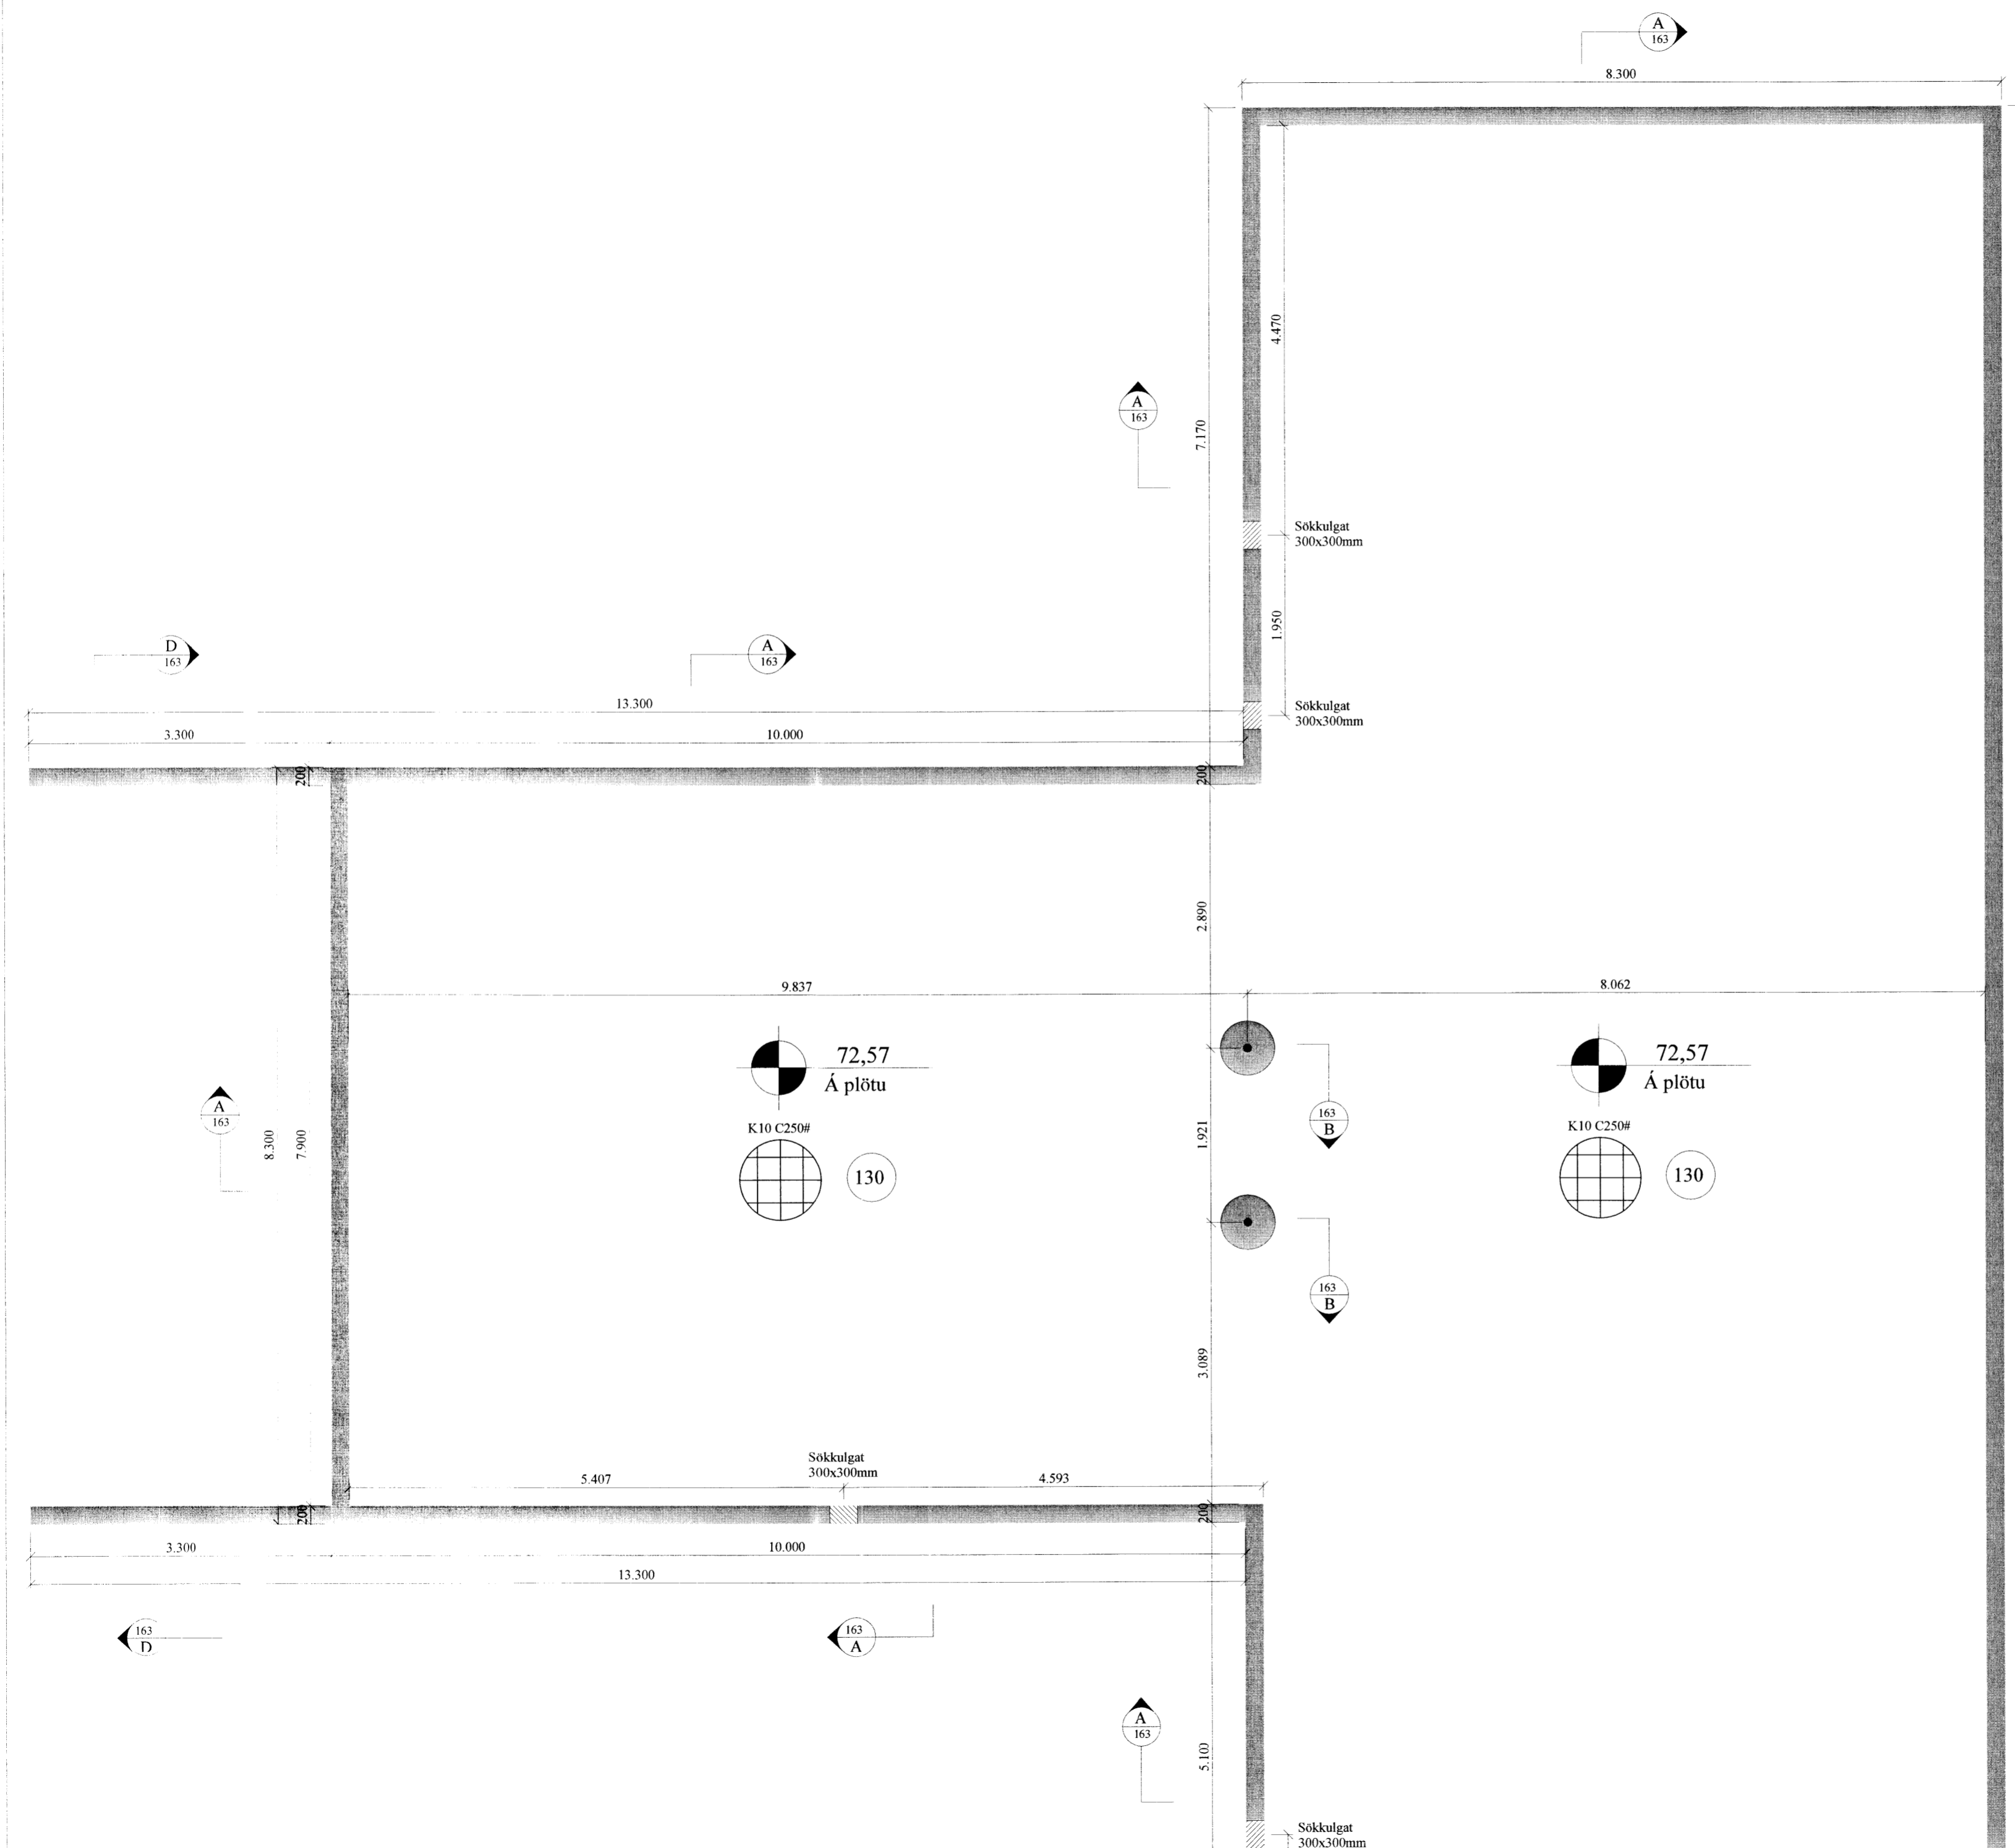 A
163
8.300
4.470
A
163
7.170
Sökkulgat
300x300mm
1.950
D
163
A
163
13.300
Sökkulgat
300x300mm
3.300
10.000
200
200
2.890
9.837
8.062
72,57
Á plötu
72,57
Á plötu
A
163
8.300
7.900
K10 C250#
130
1.921
163
B
K10 C250#
130
163
B
3.089
Sökkulgat
300x300mm
5.407
4.593
200
200
3.300
10.000
13.300
163
D
163
A
A
163
5.100
Sökkulgat
300x300mm